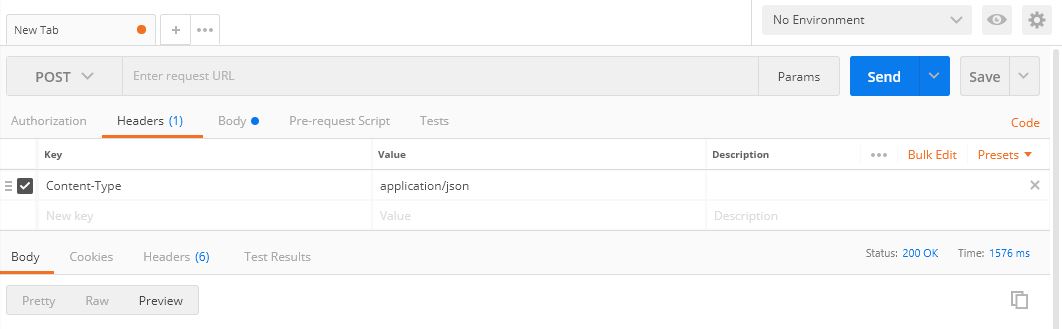 New Tab + ••• No Environment
POST Enter request URL Params Send Save
Authorization Headers (1) Body Pre-request Script Tests Code
Key Value Description ••• Bulk Edit Presets
Content-Type application/json
New key Value Description
Body Cookies Headers (6) Test Results Status: 200 OK Time: 1576 ms
Pretty Raw Preview